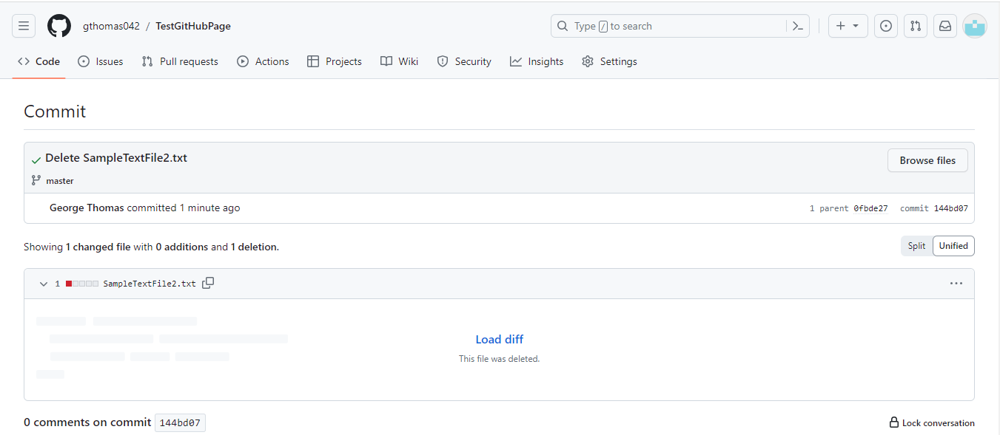 gthomas042 / TestGitHubPage Type / to search
Code Issues Pull requests Actions Projects Wiki Security Insights Settings
Commit
Delete SampleTextFile2.txt Browse files
master
George Thomas committed 1 minute ago 1 parent 0fbde27 commit 144bd07
Showing 1 changed file with 0 additions and 1 deletion. Split Unified
1 SampleTextFile2.txt
Load diff
This file was deleted.
0 comments on commit 144bd07 Lock conversation